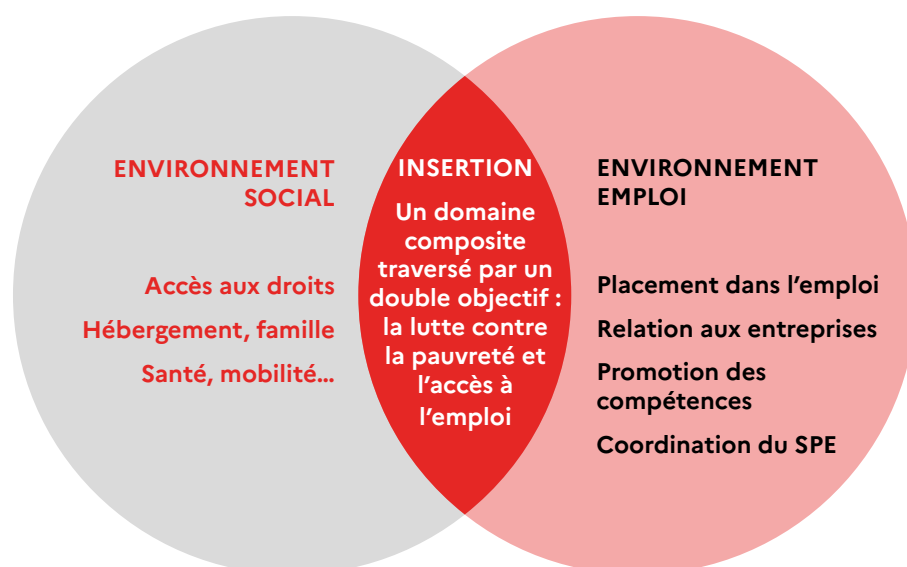 ENVIRONNEMENT
SOCIAL
Accès aux droits
Hébergement, famille
Santé, mobilité…
INSERTION
Un domaine
composite
traversé par un
double objectif :
la lutte contre
la pauvreté et
l’accès à
l’emploi
ENVIRONNEMENT
EMPLOI
Placement dans l’emploi
Relation aux entreprises
Promotion des
compétences
Coordination du SPE